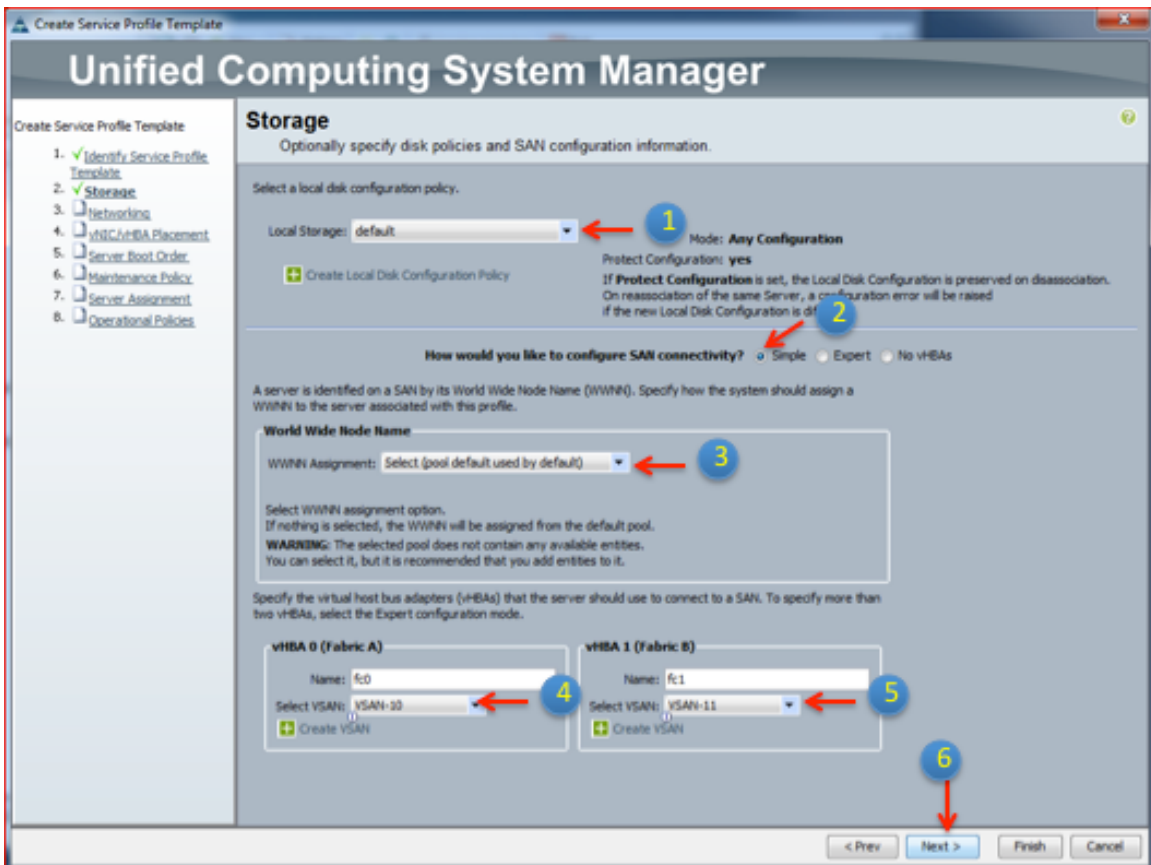 Create Service Profile Template
Unified Computing System Manager
Create Service Profile Template
1. √Identify Service Profile
Template
2. √Storage
3. Networking
4. vNIC/vHBA Placement
5. Server Boot Order
6. Maintenance Policy
7. Server Assignment
8. Operational Policies
Storage
Optionally specify disk policies and SAN configuration information.
Select a local disk configuration policy.
Local Storage: default
1
Create Local Disk Configuration Policy
Mode: Any Configuration
Protect Configuration: yes
If Protect Configuration is set, the Local Disk Configuration is preserved on disassociation.
On reassociation of the same Server, a configuration error will be raised
if the new Local Disk Configuration is
2
How would you like to configure SAN connectivity? Simple Expert No vHBAs
A server is identified on a SAN by its World Wide Node Name (WWNN). Specify how the system should assign a
WWNN to the server associated with this profile.
World Wide Node Name
WWNN Assignment: Select (pool default used by default)
3
Select WWNN assignment option.
If nothing is selected, the WWNN will be assigned from the default pool.
WARNING: The selected pool does not contain any available entities.
You can select it, but it is recommended that you add entities to it.
Specify the virtual host bus adapters (vHBAs) that the server should use to connect to a SAN. To specify more than
two vHBAs, select the Expert configuration mode.
vHBA 0 (Fabric A)
Name: fc0
Select VSAN: VSAN-10
4
Create VSAN
vHBA 1 (Fabric B)
Name: fc1
Select VSAN: VSAN-11
5
Create VSAN
6
< Prev Next > Finish Cancel